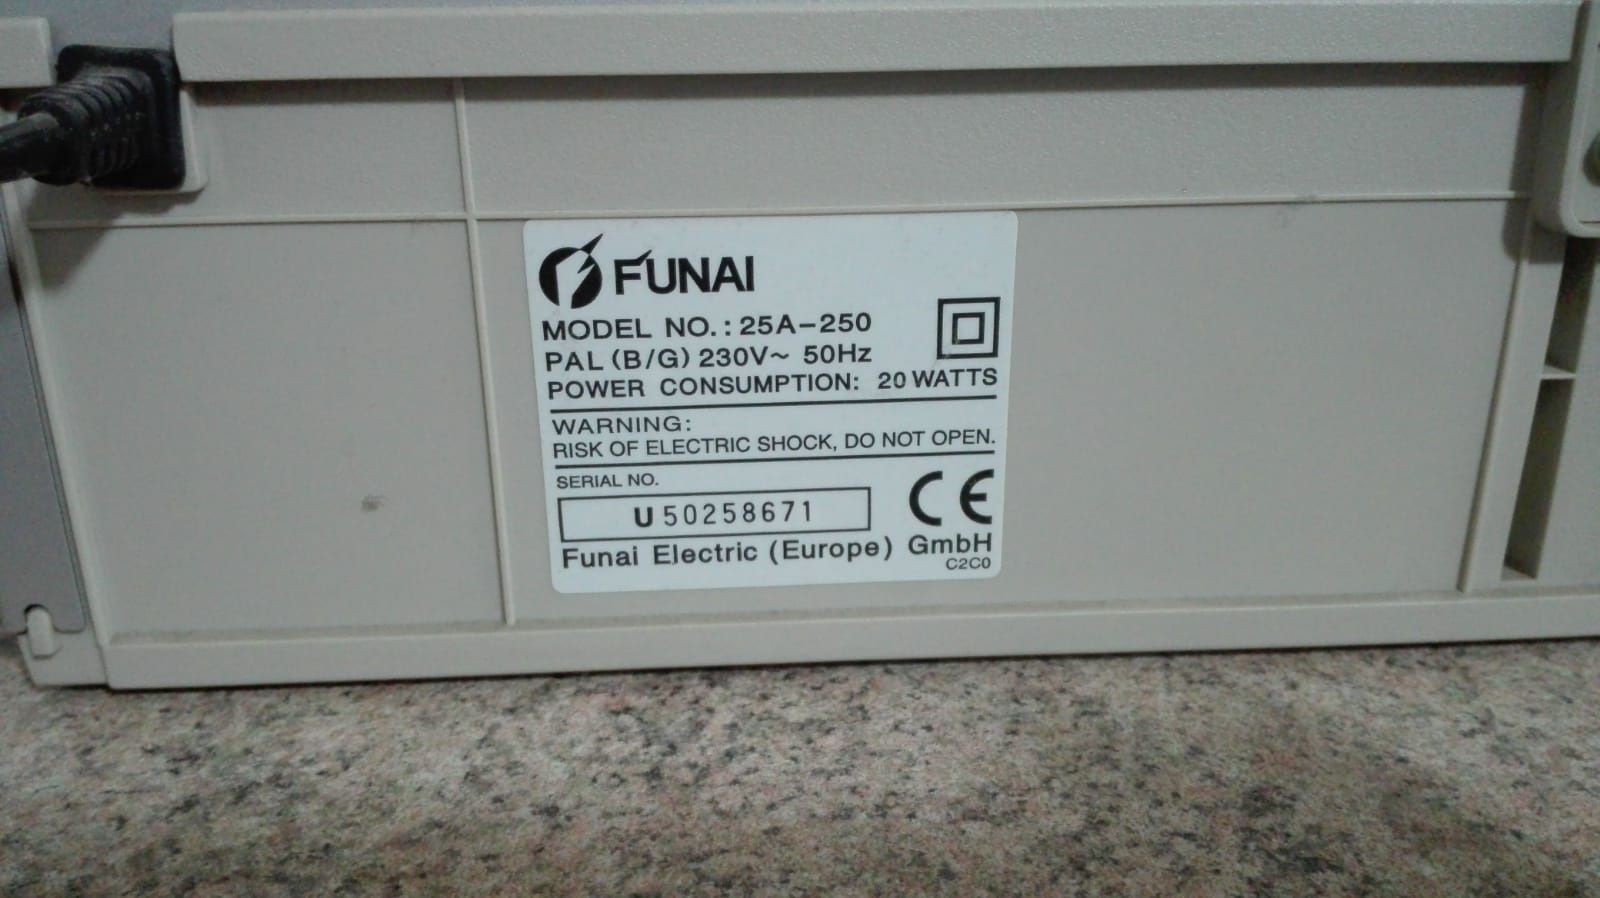 FUNAI
MODEL NO.: 25A-250
PAL (B/G) 230V~ 50Hz
POWER CONSUMPTION: 20 WATTS
WARNING:
RISK OF ELECTRIC SHOCK, DO NOT OPEN.
SERIAL NO.
U 50258671
CE
Funai Electric (Europe) GmbH
C2C0